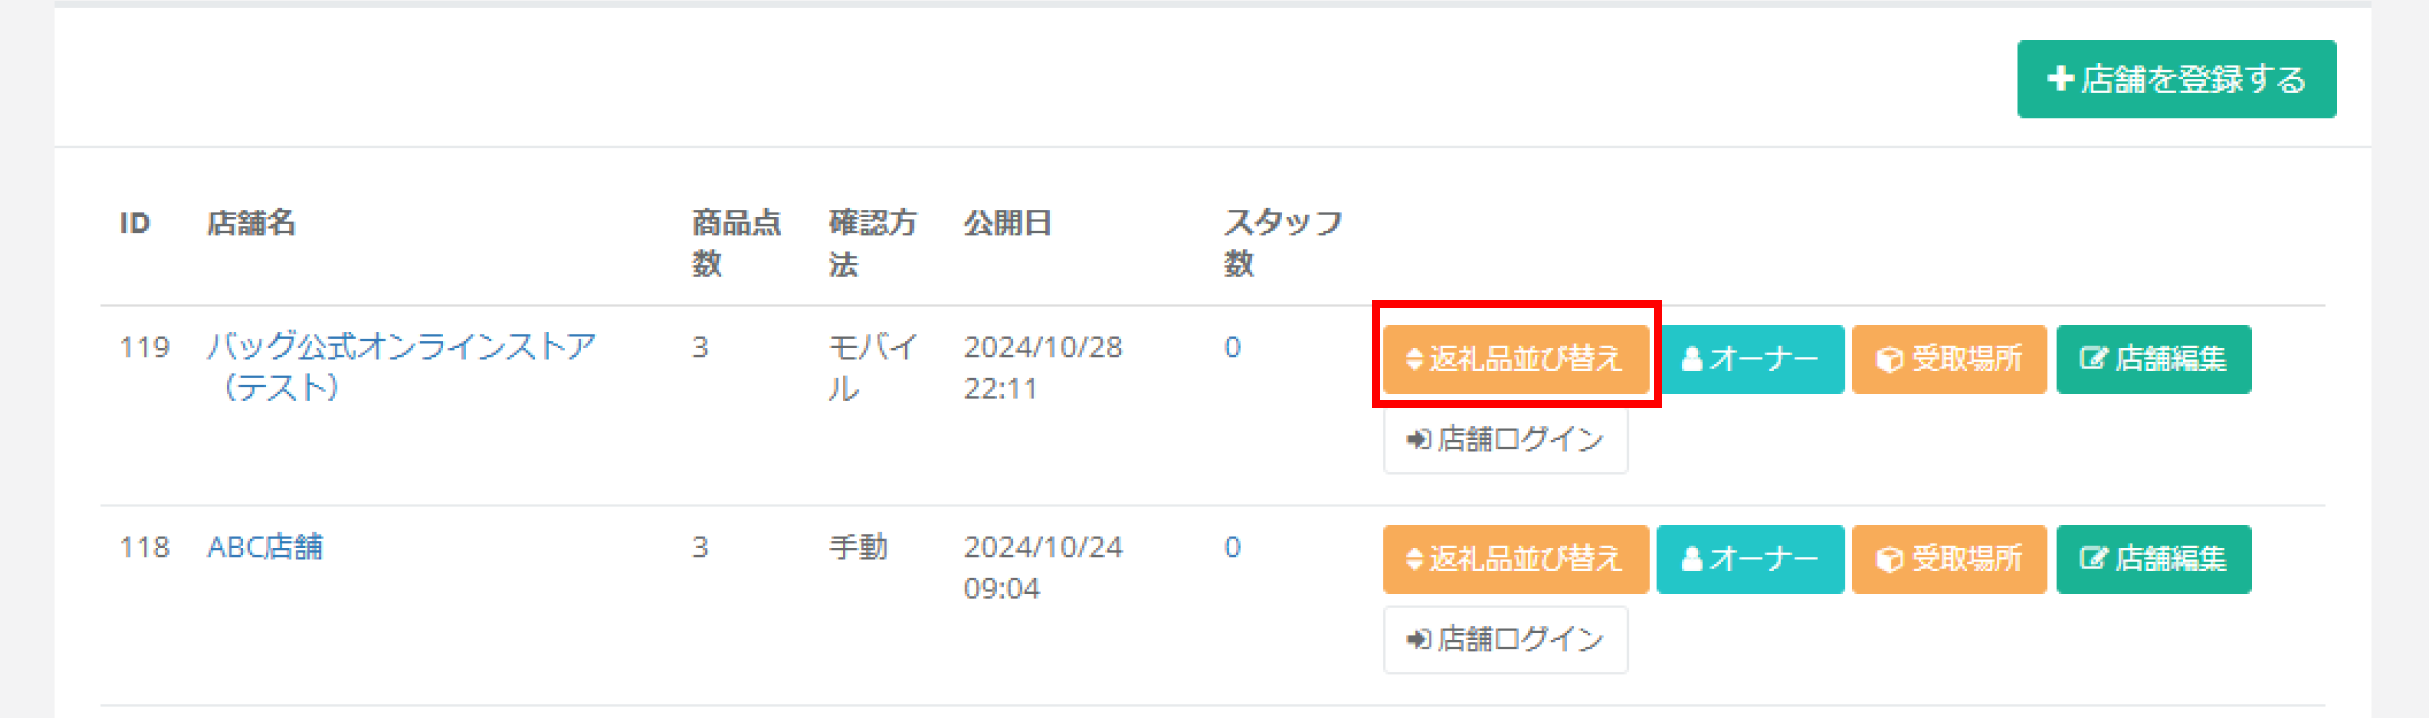 店舗を登録する
ID 店舗名 商品点数 確認方法 公開日 スタッフ数
119 バッグ公式オンラインストア 3 モバイ 2024/10/28 0 返礼品並び替え オーナー 受取場所 店舗編集
（テスト） ル 22:11
店舗ログイン
118 ABC店舗 3 手動 2024/10/24 0 返礼品並び替え オーナー 受取場所 店舗編集
09:04
店舗ログイン